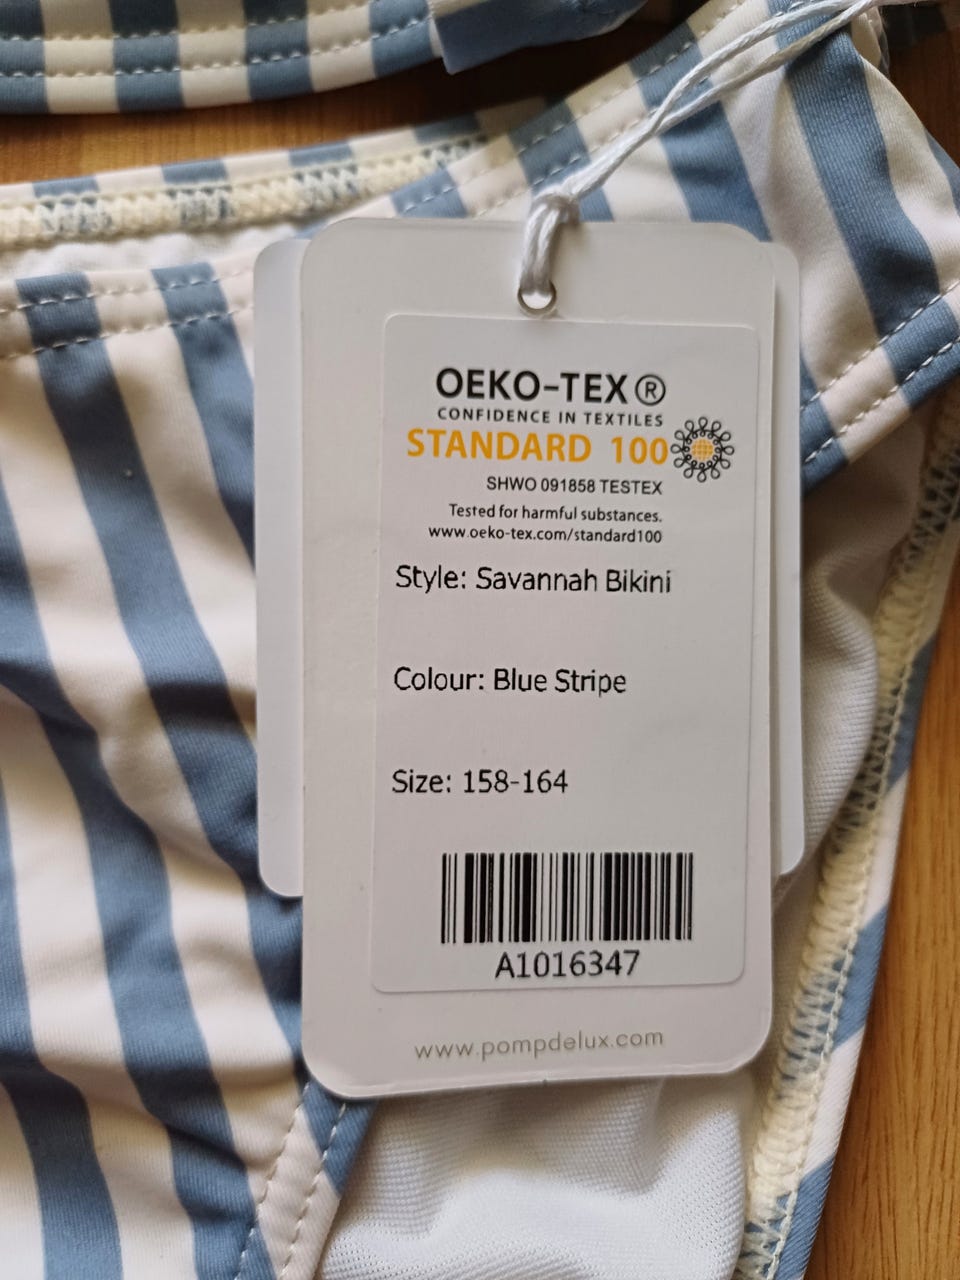 OEKO-TEX®
CONFIDENCE IN TEXTILES
STANDARD 100
SHWO 091858 TESTEX
Tested for harmful substances.
www.oeko-tex.com/standard100
Style: Savannah Bikini
Colour: Blue Stripe
Size: 158-164
A1016347
www.pompdelux.com